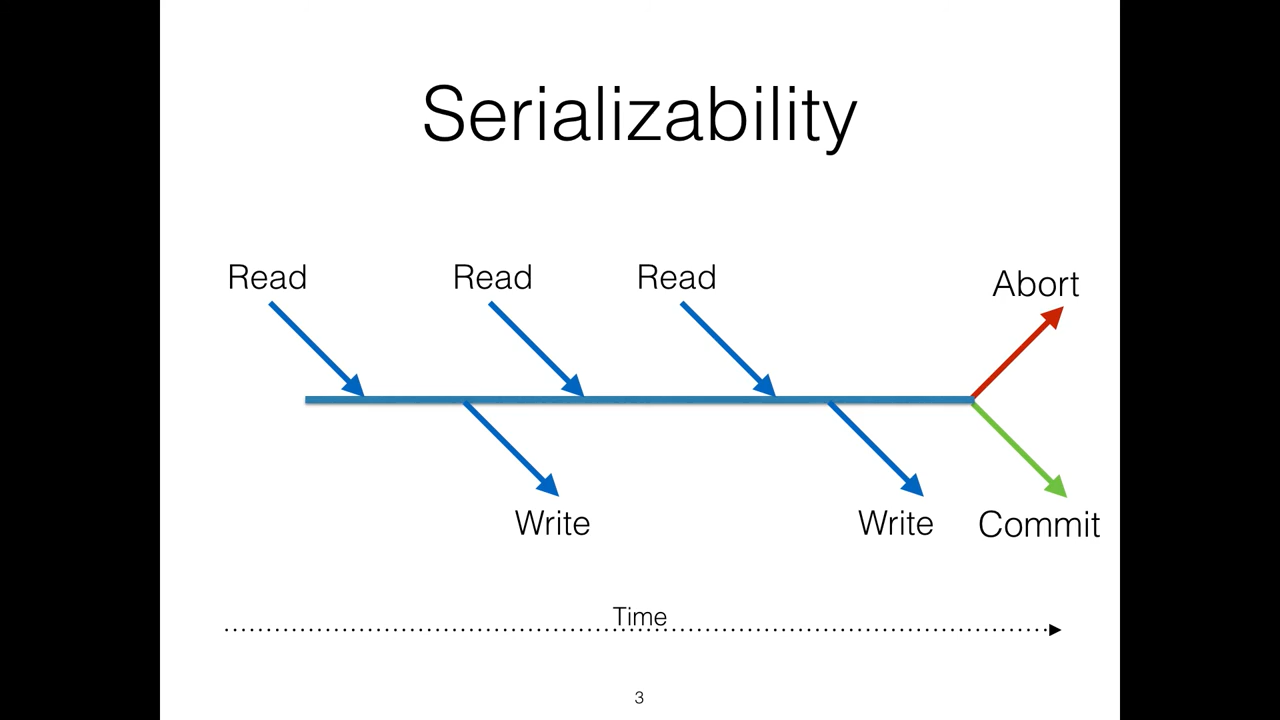 Serializability
Read
Read
Read
Abort
Write
Write
Commit
Time
3